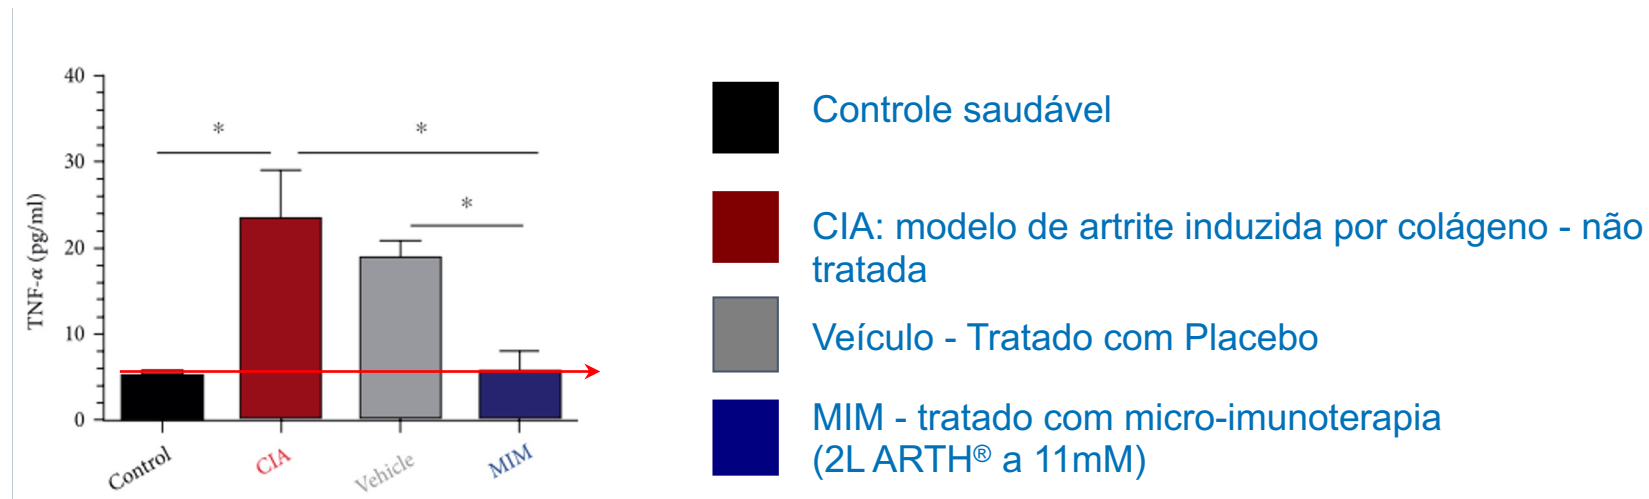 40
*
*
30
*
20
TNF-α (pg/ml)
10
0
Control
CIA
Vehicle
MIM
Controle saudável
CIA: modelo de artrite induzida por colágeno - não
tratada
Veículo - Tratado com Placebo
MIM - tratado com micro-imunoterapia
(2L ARTH® a 11mM)